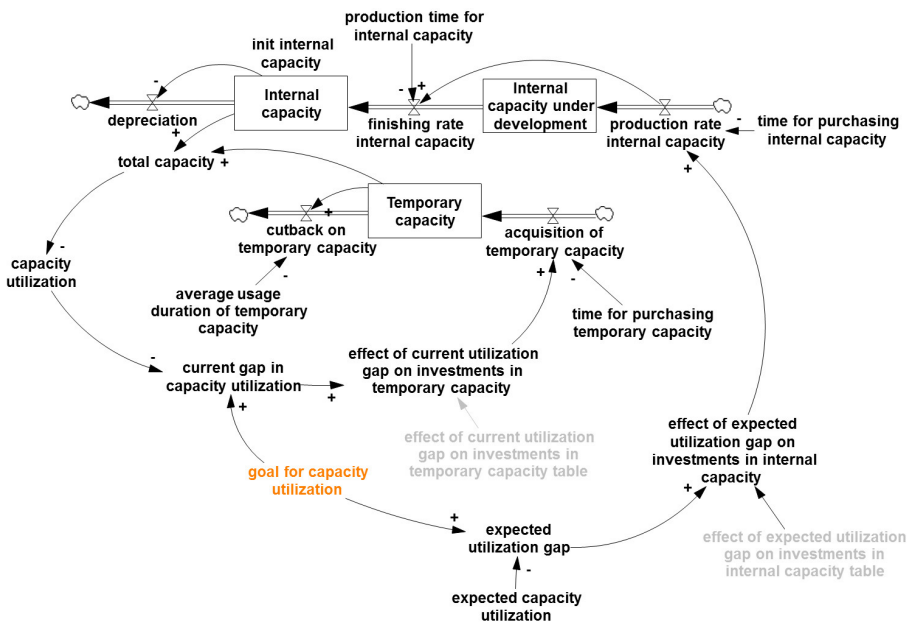 production time for
internal capacity
init internal
capacity
-
Internal
capacity
-
+
Internal
capacity under
development
depreciation
+
finishing rate
internal capacity
production rate
internal capacity
-
time for purchasing
internal capacity
total capacity
+
+
Temporary
capacity
+
cutback on
temporary capacity
acquisition of
temporary capacity
-
capacity
utilization
-
+
-
average usage
duration of temporary
capacity
time for purchasing
temporary capacity
-
current gap in
capacity utilization
+
effect of current utilization
gap on investments in
temporary capacity
+
effect of current utilization
gap on investments in
temporary capacity table
effect of expected
utilization gap on
investments in internal
capacity
goal for capacity
utilization
+
+
expected
utilization gap
effect of expected utilization
gap on investments in
internal capacity table
-
expected capacity
utilization